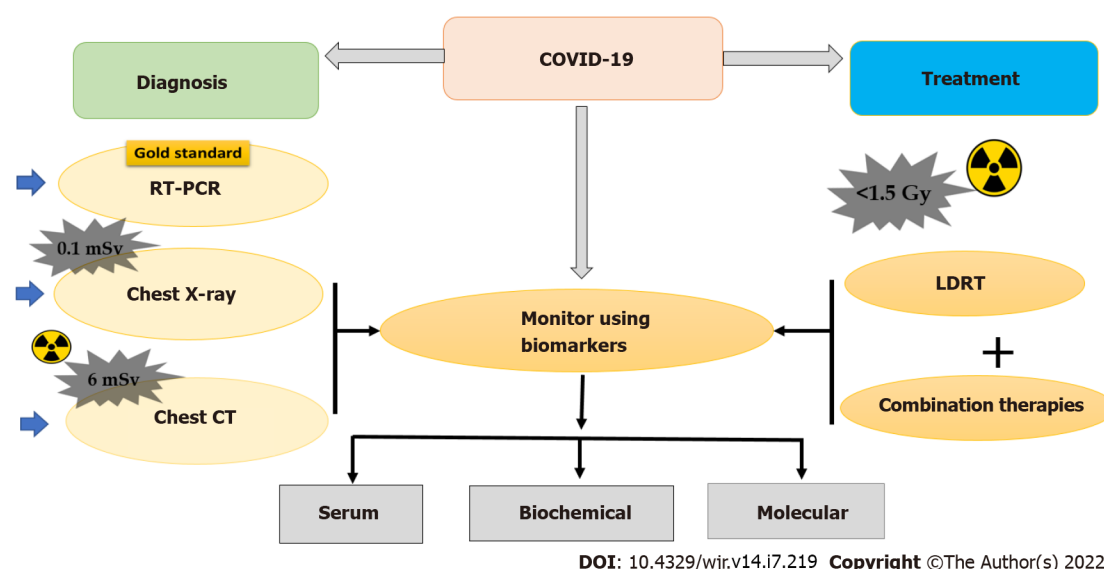 COVID-19
Diagnosis
Treatment
Gold standard
RT-PCR
<1.5 Gy
0.1 mSv
Chest X-ray
LDRT
Monitor using
biomarkers
+
6 mSv
Chest CT
Combination therapies
Serum
Biochemical
Molecular
DOI: 10.4329/wjr.v14.i7.219 Copyright ©The Author(s) 2022